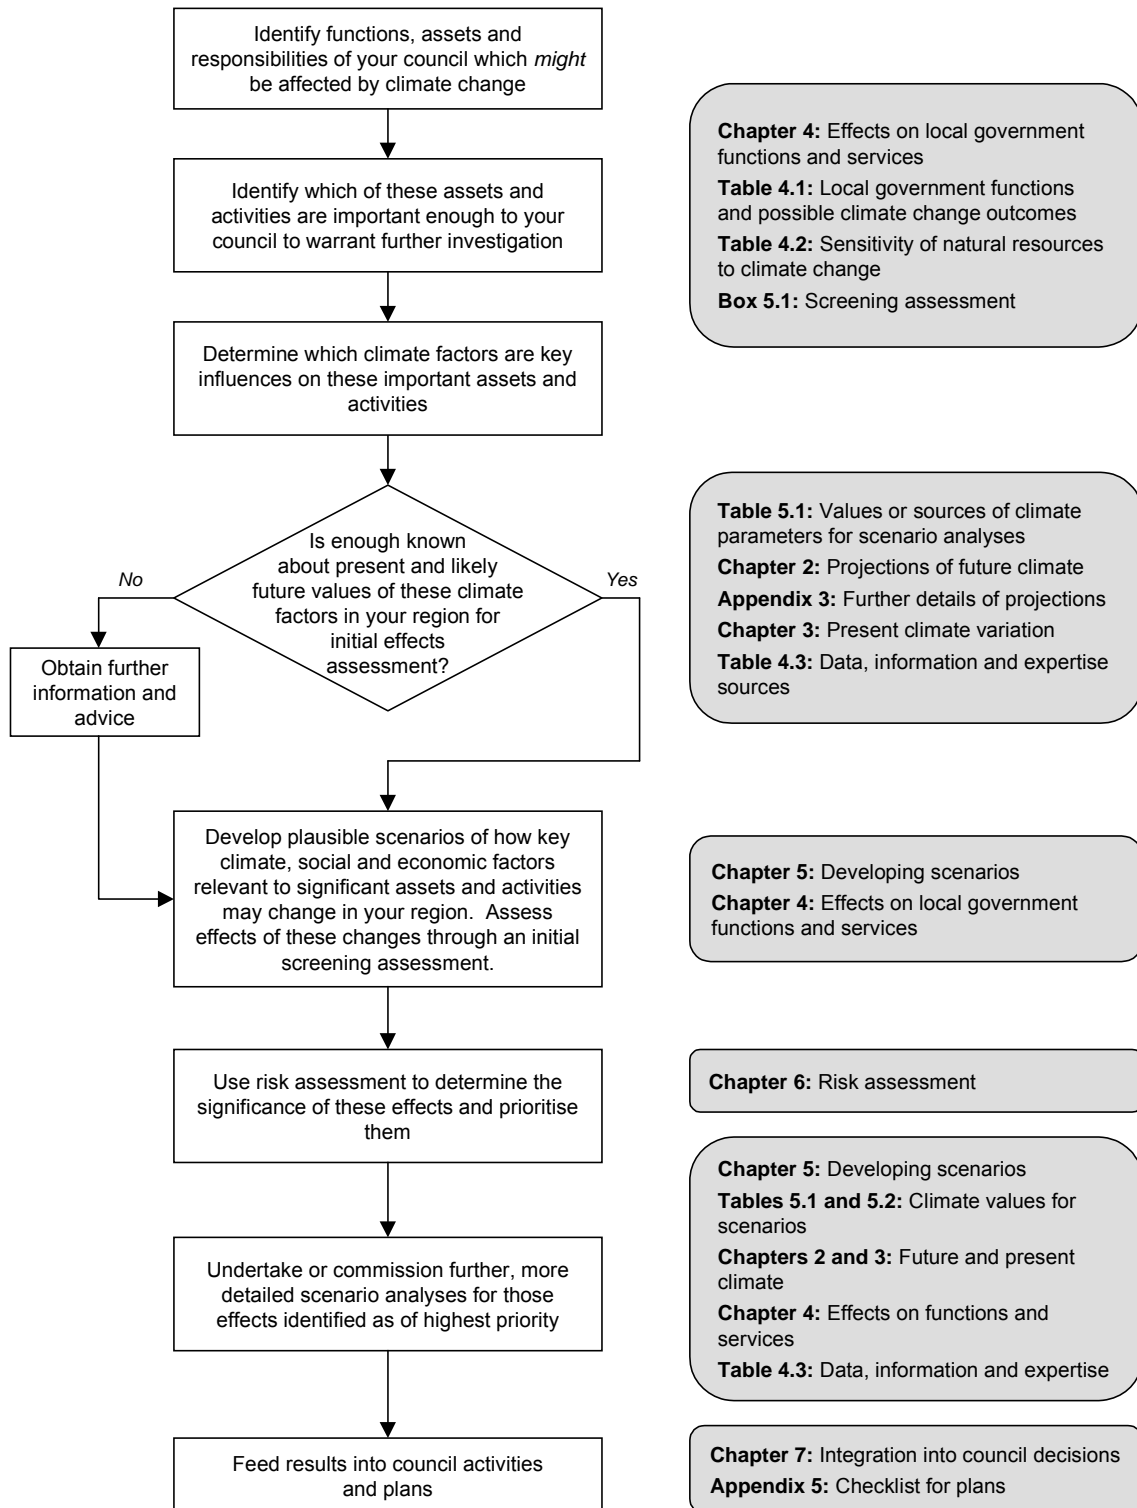 Identify functions, assets and
responsibilities of your council which might
be affected by climate change
Identify which of these assets and
activities are important enough to your
council to warrant further investigation
Determine which climate factors are key
influences on these important assets and
activities
Is enough known
about present and likely
future values of these climate
factors in your region for
initial effects
assessment?
No
Yes
Obtain further
information and
advice
Develop plausible scenarios of how key
climate, social and economic factors
relevant to significant assets and activities
may change in your region. Assess
effects of these changes through an initial
screening assessment.
Use risk assessment to determine the
significance of these effects and prioritise
them
Undertake or commission further, more
detailed scenario analyses for those
effects identified as of highest priority
Feed results into council activities
and plans
Chapter 4: Effects on local government
functions and services
Table 4.1: Local government functions
and possible climate change outcomes
Table 4.2: Sensitivity of natural resources
to climate change
Box 5.1: Screening assessment
Table 5.1: Values or sources of climate
parameters for scenario analyses
Chapter 2: Projections of future climate
Appendix 3: Further details of projections
Chapter 3: Present climate variation
Table 4.3: Data, information and expertise
sources
Chapter 5: Developing scenarios
Chapter 4: Effects on local government
functions and services
Chapter 6: Risk assessment
Chapter 5: Developing scenarios
Tables 5.1 and 5.2: Climate values for
scenarios
Chapters 2 and 3: Future and present
climate
Chapter 4: Effects on functions and
services
Table 4.3: Data, information and expertise
Chapter 7: Integration into council decisions
Appendix 5: Checklist for plans